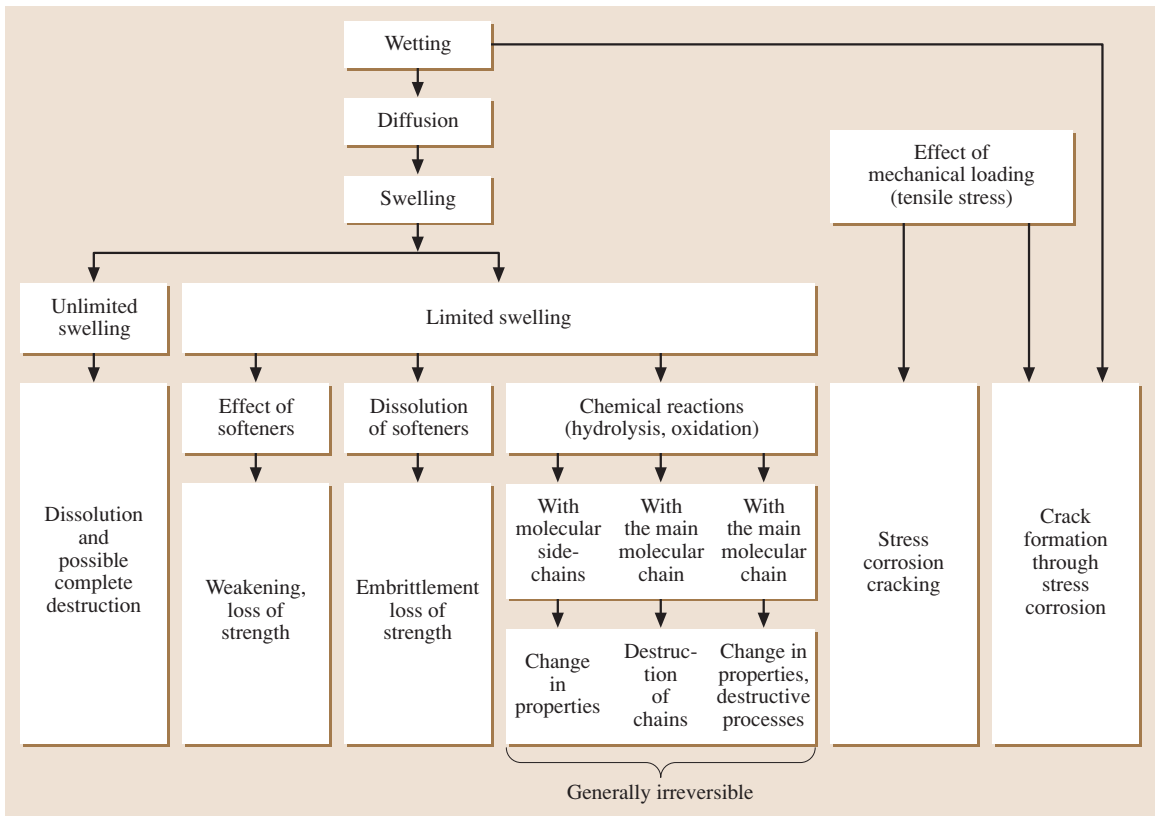 Wetting
Diffusion
Swelling
Effect of
mechanical loading
(tensile stress)
Unlimited
swelling
Limited swelling
Effect of
softeners
Dissolution
of softeners
Chemical reactions
(hydrolysis, oxidation)
Dissolution
and
possible
complete
destruction
Weakening,
loss of
strength
Embrittlement
loss of
strength
With
molecular
side-
chains
With
the main
molecular
chain
With
the main
molecular
chain
Change
in
properties
Destruc-
tion
of
chains
Change in
properties,
destructive
processes
Stress
corrosion
cracking
Crack
formation
through
stress
corrosion
Generally irreversible